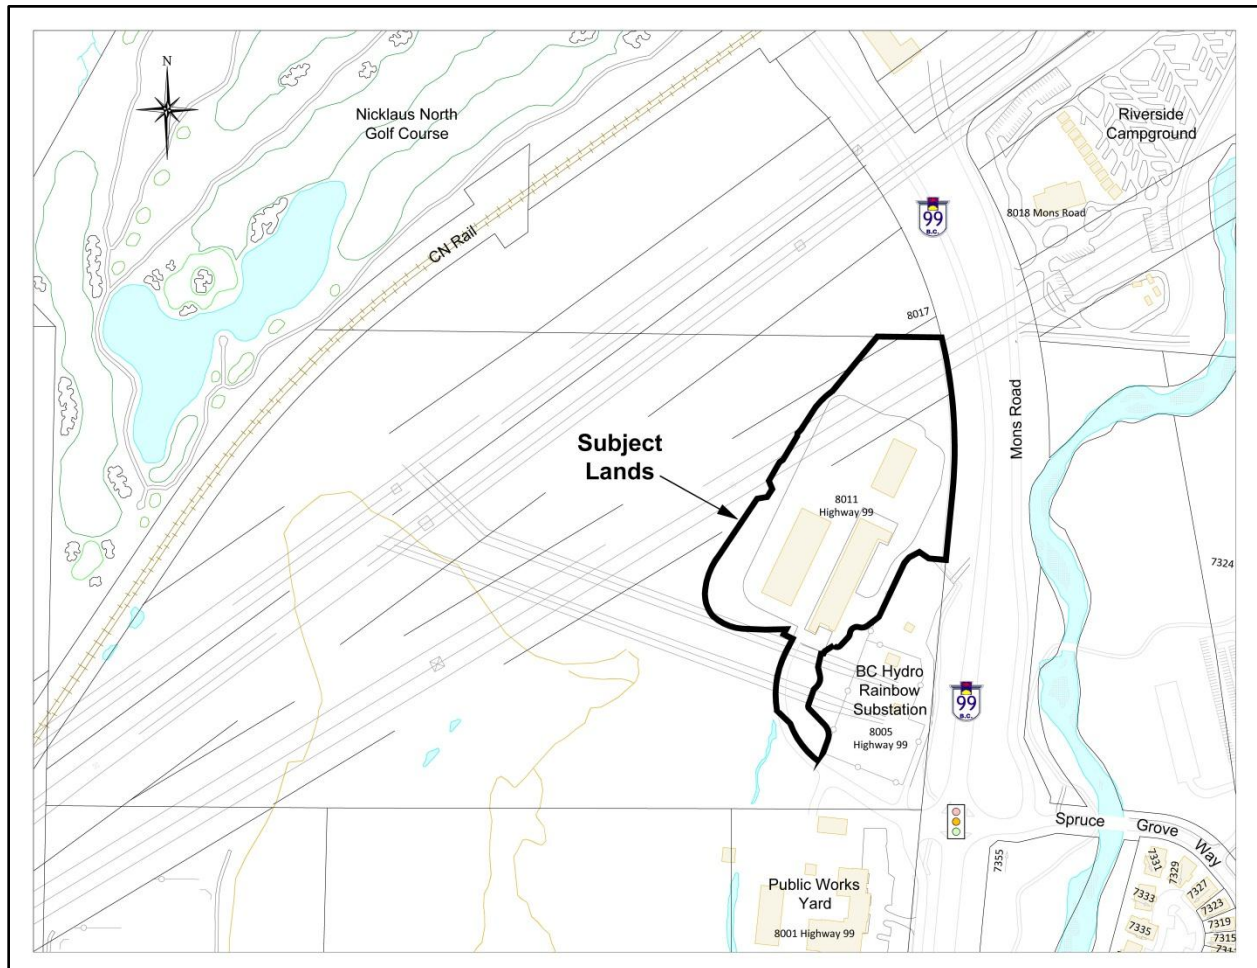 N
Nicklaus North
Golf Course
Riverside
Campground
CN Rail
99
B.C.
8018 Mons Road
8017
Mons Road
Subject
Lands
8011
Highway 99
7324
BC Hydro
Rainbow
Substation
8005
Highway 99
99
B.C.
Spruce Grove Way
7355
7331
7329
7327
7323
7319
7315
7333
7335
Public Works
Yard
8001 Highway 99